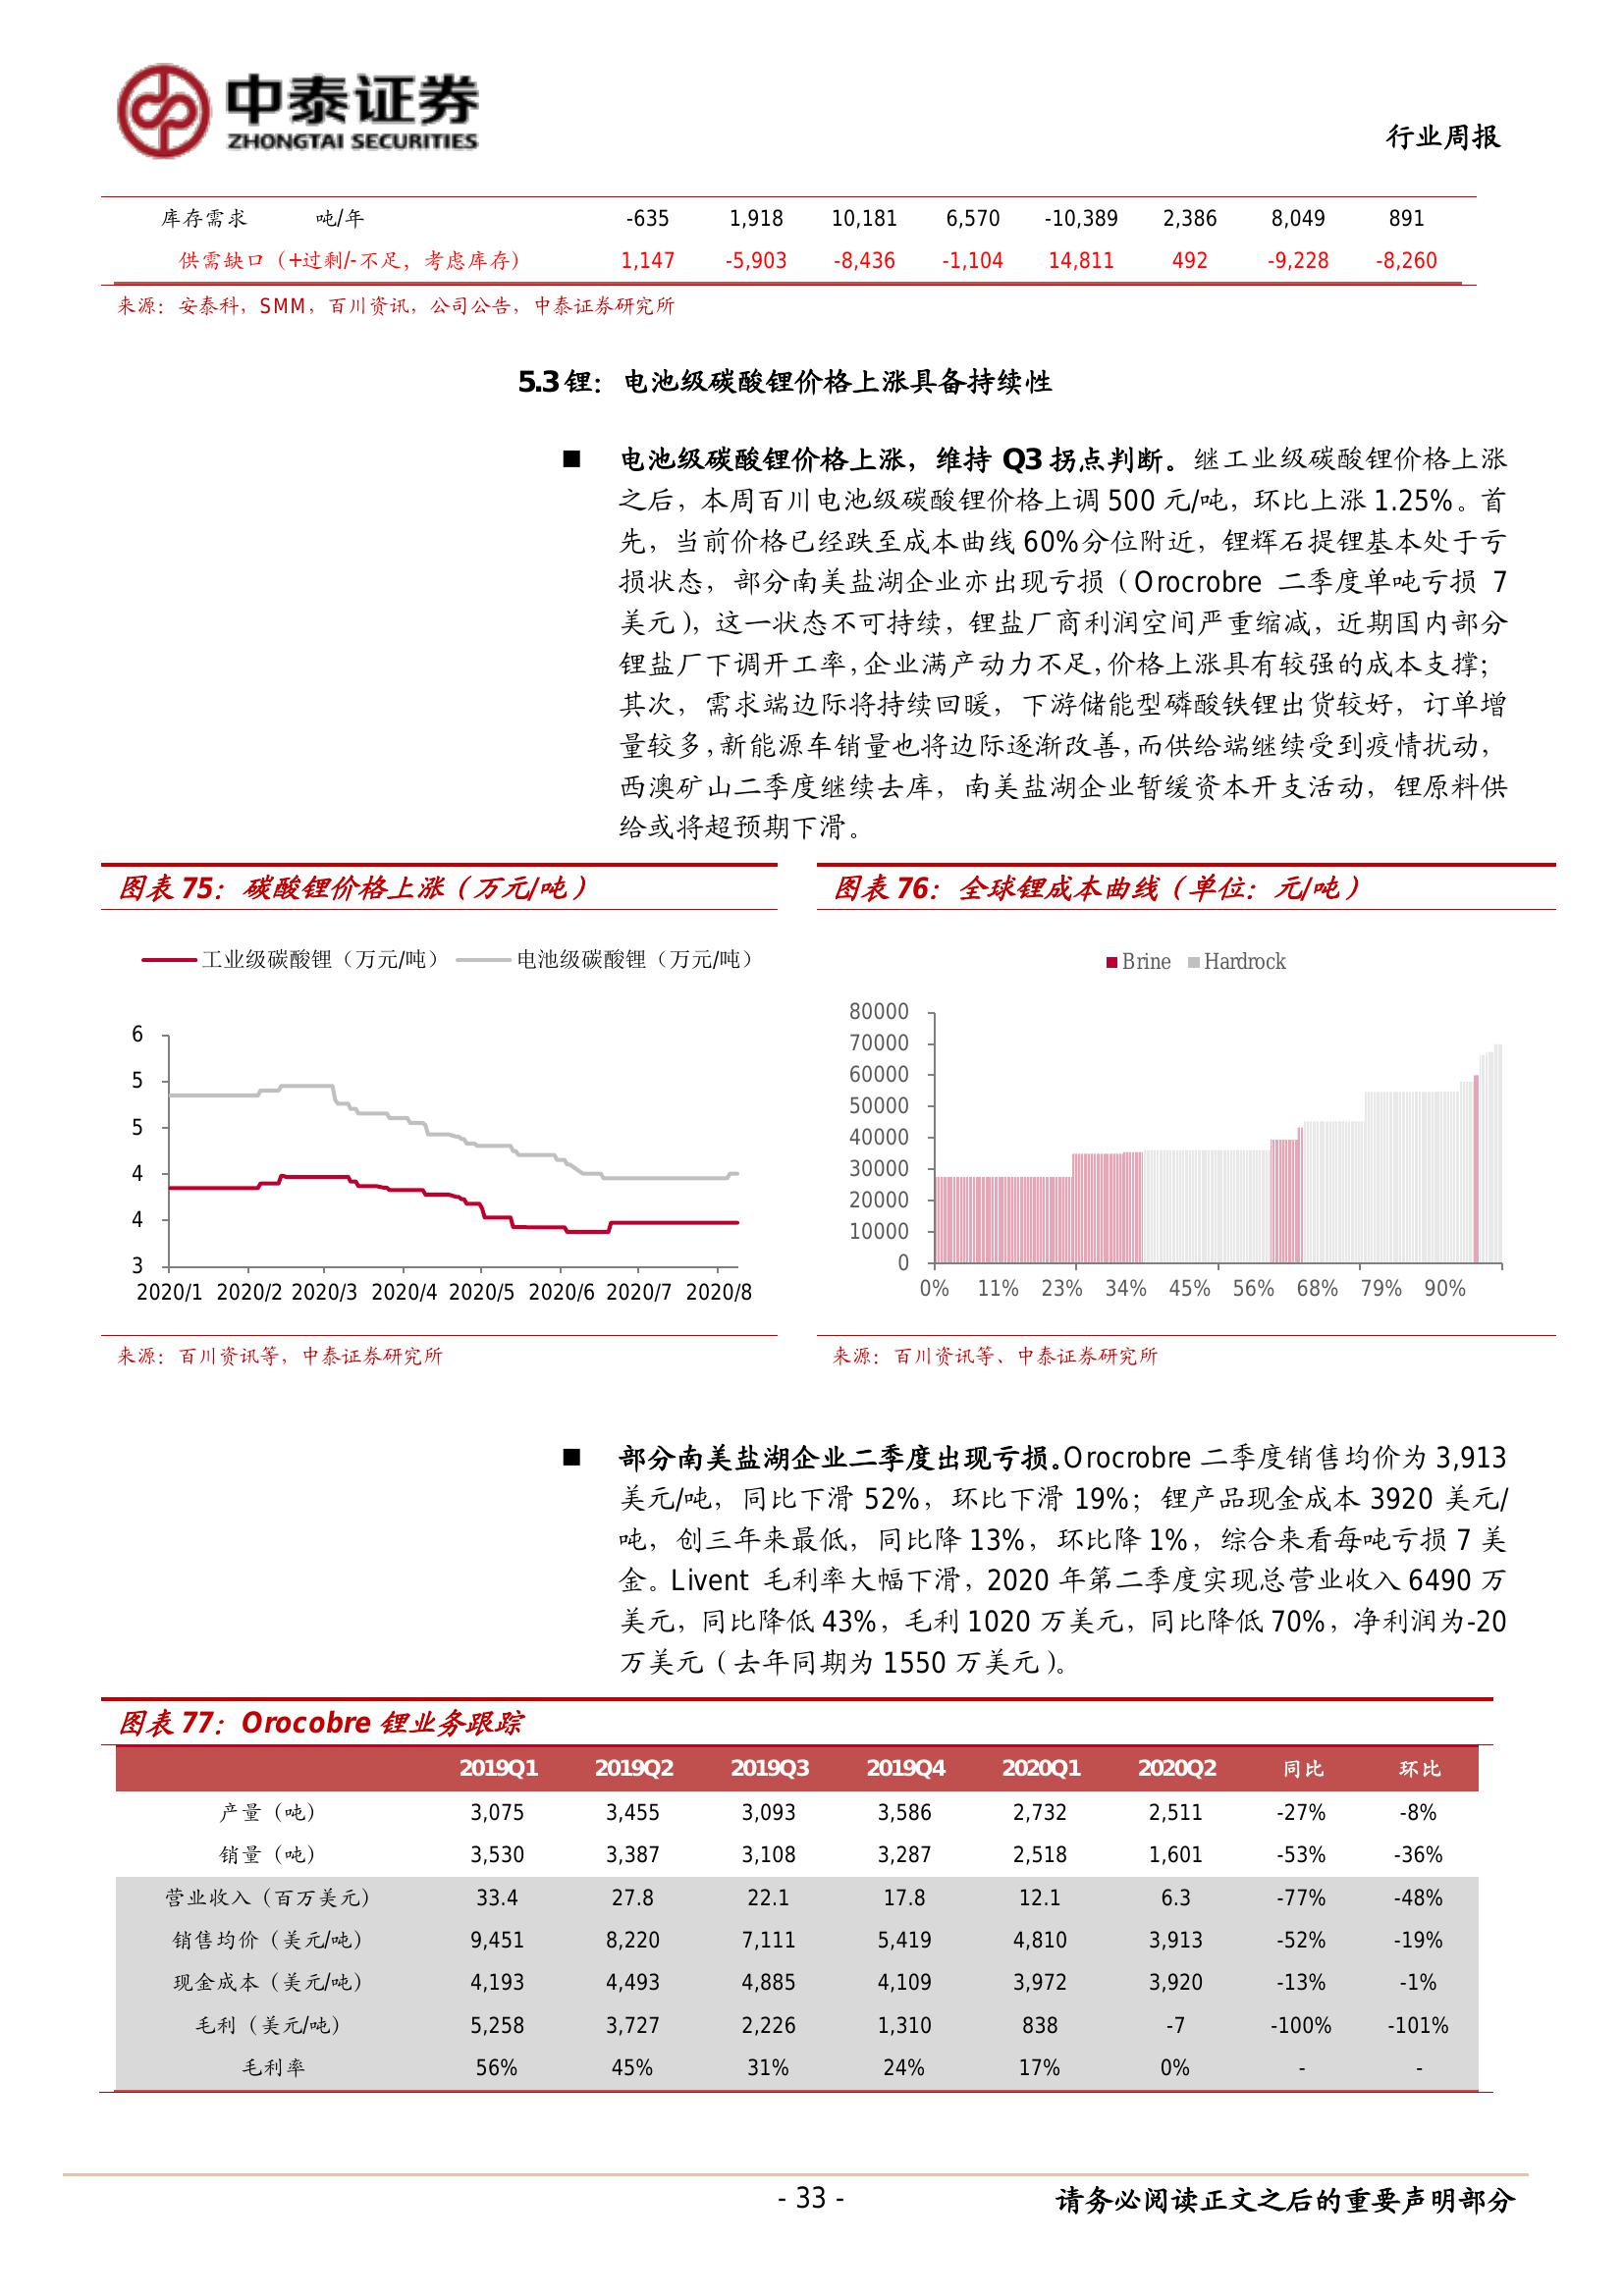 中泰证券
ZHONGTAI SECURITIES
行业周报
库存需求 吨/年 -635 1,918 10,181 6,570 -10,389 2,386 8,049 891
供需缺口（+过剩/-不足，考虑库存） 1,147 -5,903 -8,436 -1,104 14,811 492 -9,228 -8,260
来源：安泰科，SMM，百川资讯，公司公告，中泰证券研究所
5.3 锂：电池级碳酸锂价格上涨具备持续性
■ 电池级碳酸锂价格上涨，维持 Q3 拐点判断。继工业级碳酸锂价格上涨
之后，本周百川电池级碳酸锂价格上调 500 元/吨，环比上涨 1.25%。首
先，当前价格已经跌至成本曲线 60%分位附近，锂辉石提锂基本处于亏
损状态，部分南美盐湖企业亦出现亏损（Orocrobre 二季度单吨亏损 7
美元），这一状态不可持续，锂盐厂商利润空间严重缩减，近期国内部分
锂盐厂下调开工率，企业满产动力不足，价格上涨具有较强的成本支撑；
其次，需求端边际将持续回暖，下游储能型磷酸铁锂出货较好，订单增
量较多，新能源车销量也将边际逐渐改善，而供给端继续受到疫情扰动，
西澳矿山二季度继续去库，南美盐湖企业暂缓资本开支活动，锂原料供
给或将超预期下滑。
图表 75：碳酸锂价格上涨（万元/吨）
工业级碳酸锂（万元/吨） 电池级碳酸锂（万元/吨）
6
5
5
4
4
3
2020/1 2020/2 2020/3 2020/4 2020/5 2020/6 2020/7 2020/8
来源：百川资讯等，中泰证券研究所
图表 76：全球锂成本曲线（单位：元/吨）
Brine Hardrock
80000
70000
60000
50000
40000
30000
20000
10000
0
0% 11% 23% 34% 45% 56% 68% 79% 90%
来源：百川资讯等、中泰证券研究所
■ 部分南美盐湖企业二季度出现亏损。Orocrobre 二季度销售均价为 3,913
美元/吨，同比下滑 52%，环比下滑 19%；锂产品现金成本 3920 美元/
吨，创三年来最低，同比降 13%，环比降 1%，综合来看每吨亏损 7 美
金。Livent 毛利率大幅下滑，2020 年第二季度实现总营业收入 6490 万
美元，同比降低 43%，毛利 1020 万美元，同比降低 70%，净利润为-20
万美元（去年同期为 1550 万美元）。
图表 77：Orocobre 锂业务跟踪
2019Q1 2019Q2 2019Q3 2019Q4 2020Q1 2020Q2 同比 环比
产量（吨） 3,075 3,455 3,093 3,586 2,732 2,511 -27% -8%
销量（吨） 3,530 3,387 3,108 3,287 2,518 1,601 -53% -36%
营业收入（百万美元） 33.4 27.8 22.1 17.8 12.1 6.3 -77% -48%
销售均价（美元/吨） 9,451 8,220 7,111 5,419 4,810 3,913 -52% -19%
现金成本（美元/吨） 4,193 4,493 4,885 4,109 3,972 3,920 -13% -1%
毛利（美元/吨） 5,258 3,727 2,226 1,310 838 -7 -100% -101%
毛利率 56% 45% 31% 24% 17% 0% - -
- 33 -
请务必阅读正文之后的重要声明部分